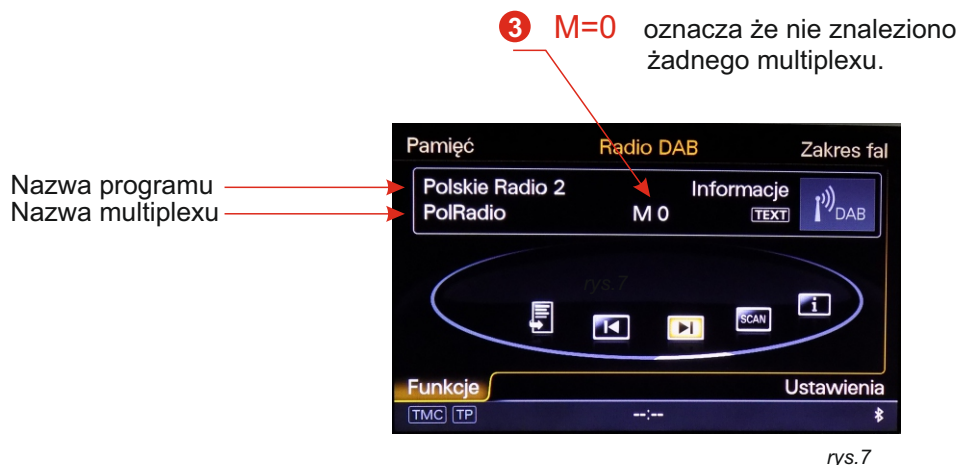 3 M=0 oznacza że nie znaleziono
żadnego multiplexu.
Pamięć Radio DAB Zakres fal
Nazwa programu
Nazwa multiplexu
Polskie Radio 2 Informacje
PolRadio M 0 TEXT DAB
rys.7
SCAN i
Funkcje Ustawienia
TMC TP --:--
rys.7